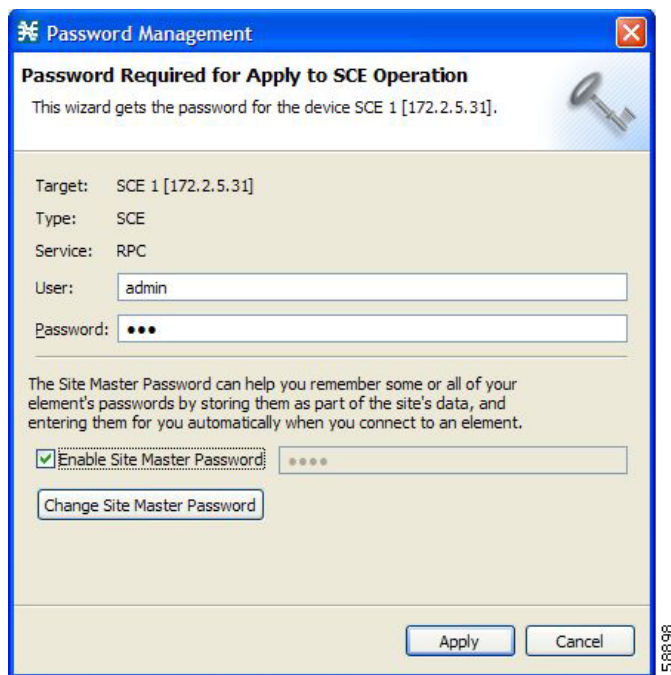 Password Management
Password Required for Apply to SCE Operation
This wizard gets the password for the device SCE 1 [172.2.5.31].
Target: SCE 1 [172.2.5.31]
Type: SCE
Service: RPC
User: admin
Password: •••
The Site Master Password can help you remember some or all of your
element's passwords by storing them as part of the site's data, and
entering them for you automatically when you connect to an element.
Enable Site Master Password ••••
Change Site Master Password
Apply Cancel